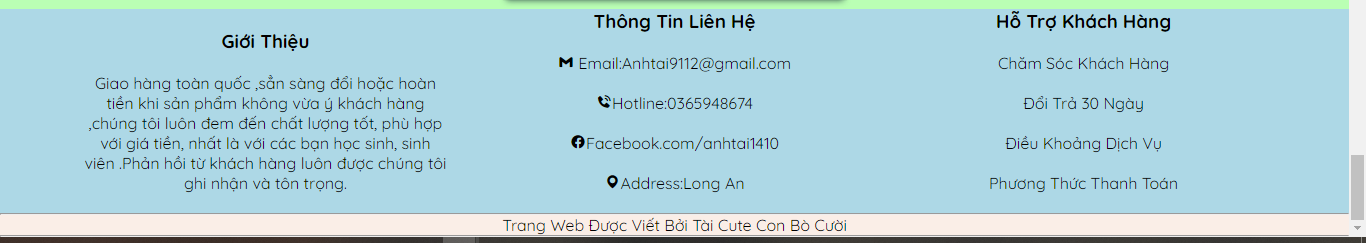 Giới Thiệu
Giao hàng toàn quốc ,sẳn sàng đổi hoặc hoàn
tiền khi sản phẩm không vừa ý khách hàng
,chúng tôi luôn đem đến chất lượng tốt, phù hợp
với giá tiền, nhất là với các bạn học sinh, sinh
viên .Phản hồi từ khách hàng luôn được chúng tôi
ghi nhận và tôn trọng.
Thông Tin Liên Hệ
Email:Anhtai9112@gmail.com
Hotline:0365948674
Facebook.com/anhtai1410
Address:Long An
Hỗ Trợ Khách Hàng
Chăm Sóc Khách Hàng
Đổi Trả 30 Ngày
Điều Khoảng Dịch Vụ
Phương Thức Thanh Toán
Trang Web Được Viết Bởi Tài Cute Con Bò Cười